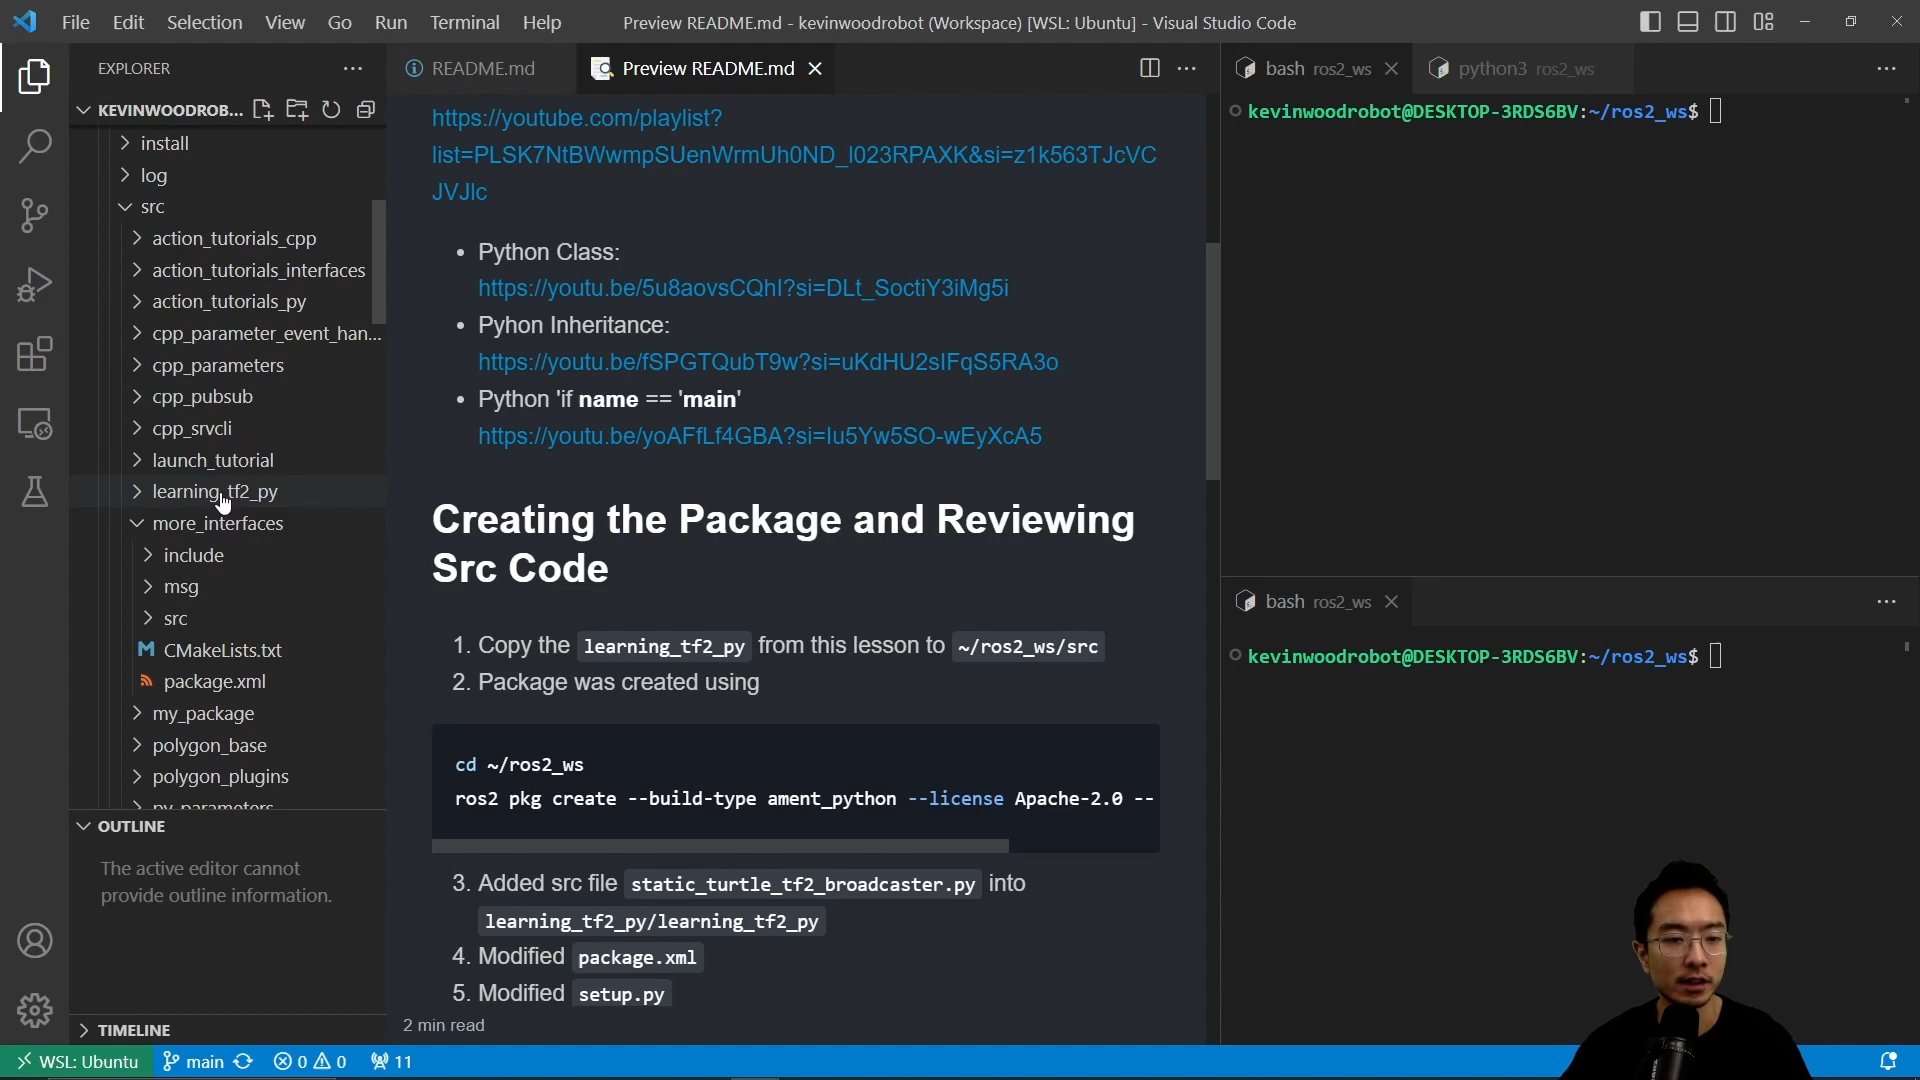 File Edit Selection View Go Run Terminal Help
Preview README.md - kevinwoodrobot (Workspace) [WSL: Ubuntu] - Visual Studio Code
EXPLORER
KEVINWOODROB...
install
log
src
action_tutorials_cpp
action_tutorials_interfaces
action_tutorials_py
cpp_parameter_event_han...
cpp_parameters
cpp_pubsub
cpp_srvcli
launch_tutorial
learning_tf2_py
more_interfaces
include
msg
src
CMakeLists.txt
package.xml
my_package
polygon_base
polygon_plugins
py_parameters
OUTLINE
The active editor cannot
provide outline information.
TIMELINE
README.md
Preview README.md
https://youtube.com/playlist?
list=PLSK7NtBWwmpSUenWrmUh0ND_l023RPAXK&si=z1k563TJcVC
JVJlc
• Python Class:
https://youtu.be/5u8aovsCQhI?si=DLt_SoctiY3iMg5i
• Pyhon Inheritance:
https://youtu.be/fSPGTQubT9w?si=uKdHU2sIFqS5RA3o
• Python 'if name == 'main'
https://youtu.be/yoAFfLf4GBA?si=Iu5Yw5SO-wEyXcA5
Creating the Package and Reviewing
Src Code
1. Copy the learning_tf2_py from this lesson to ~/ros2_ws/src
2. Package was created using
cd ~/ros2_ws
ros2 pkg create --build-type ament_python --license Apache-2.0 --
3. Added src file static_turtle_tf2_broadcaster.py into
learning_tf2_py/learning_tf2_py
4. Modified package.xml
5. Modified setup.py
2 min read
bash ros2_ws
python3 ros2_ws
kevinwoodrobot@DESKTOP-3RDS6BV:~/ros2_ws$
bash ros2_ws
kevinwoodrobot@DESKTOP-3RDS6BV:~/ros2_ws$
WSL: Ubuntu main 0 0 11